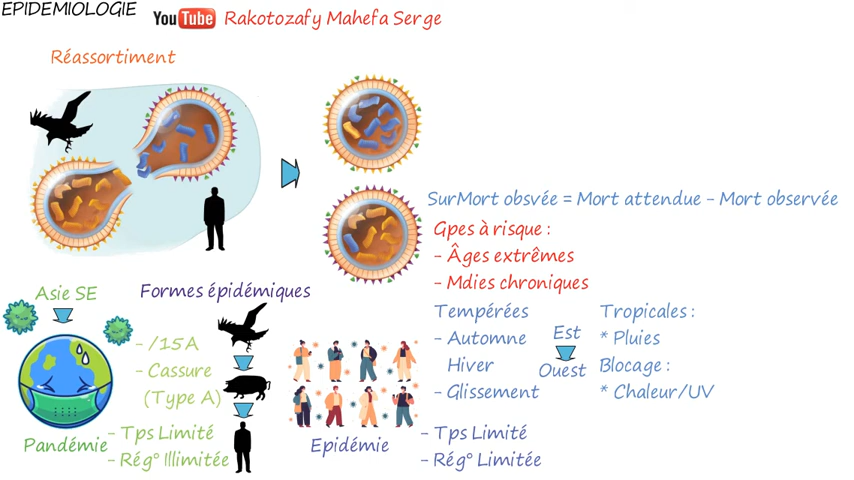 EPIDEMIOLOGIE
YouTube Rakotozafy Mahefa Serge
Réassortiment
SurMort obsvée = Mort attendue - Mort observée
Gpes à risque :
- Âges extrêmes
- Mdies chroniques
Asie SE
Formes épidémiques
- /15A
- Cassure
(Type A)
Pandémie
- Tps Limité
- Rég° Illimitée
Tempérées
- Automne
Hiver
- Glissement
Est
Ouest
Tropicales :
* Pluies
Blocage :
* Chaleur/UV
Epidémie
- Tps Limité
- Rég° Limitée